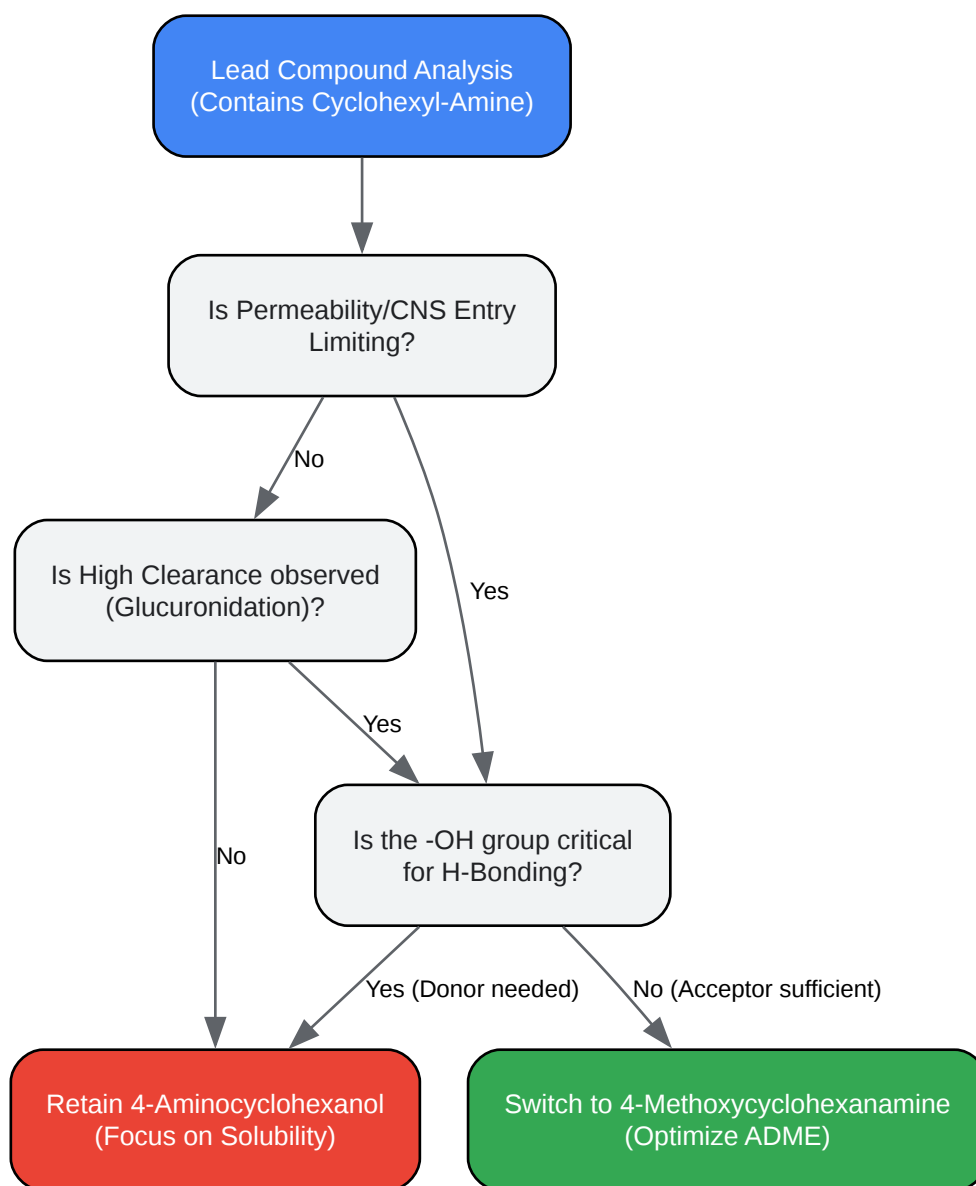 Lead Compound Analysis
(Contains Cyclohexyl-Amine)
Is Permeability/CNS Entry
Limiting?
No
Is High Clearance observed
(Glucuronidation)?
Yes
Yes
Is the -OH group critical
for H-Bonding?
No
Yes (Donor needed)
No (Acceptor sufficient)
Retain 4-Aminocyclohexanol
(Focus on Solubility)
Switch to 4-Methoxycyclohexanamine
(Optimize ADME)